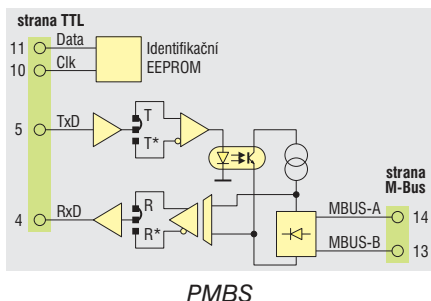 strana TTL
11 Data
10 Clk
Identifikační
EEPROM
5 TxD
T
T*
strana
M-Bus
4 RxD
R
R*
MBUS-A 14
MBUS-B 13
PMBS